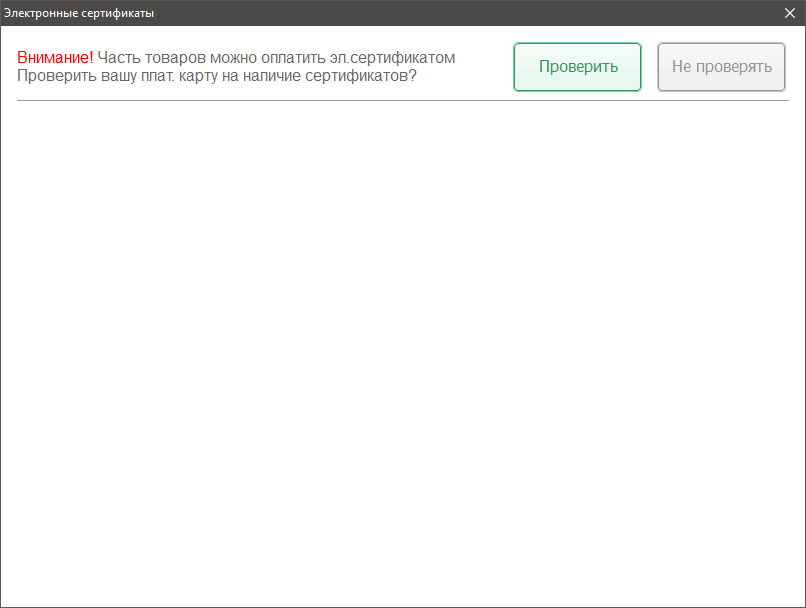 Электронные сертификаты
Внимание! Часть товаров можно оплатить эл.сертификатом
Проверить вашу плат. карту на наличие сертификатов?
Проверить
Не проверять